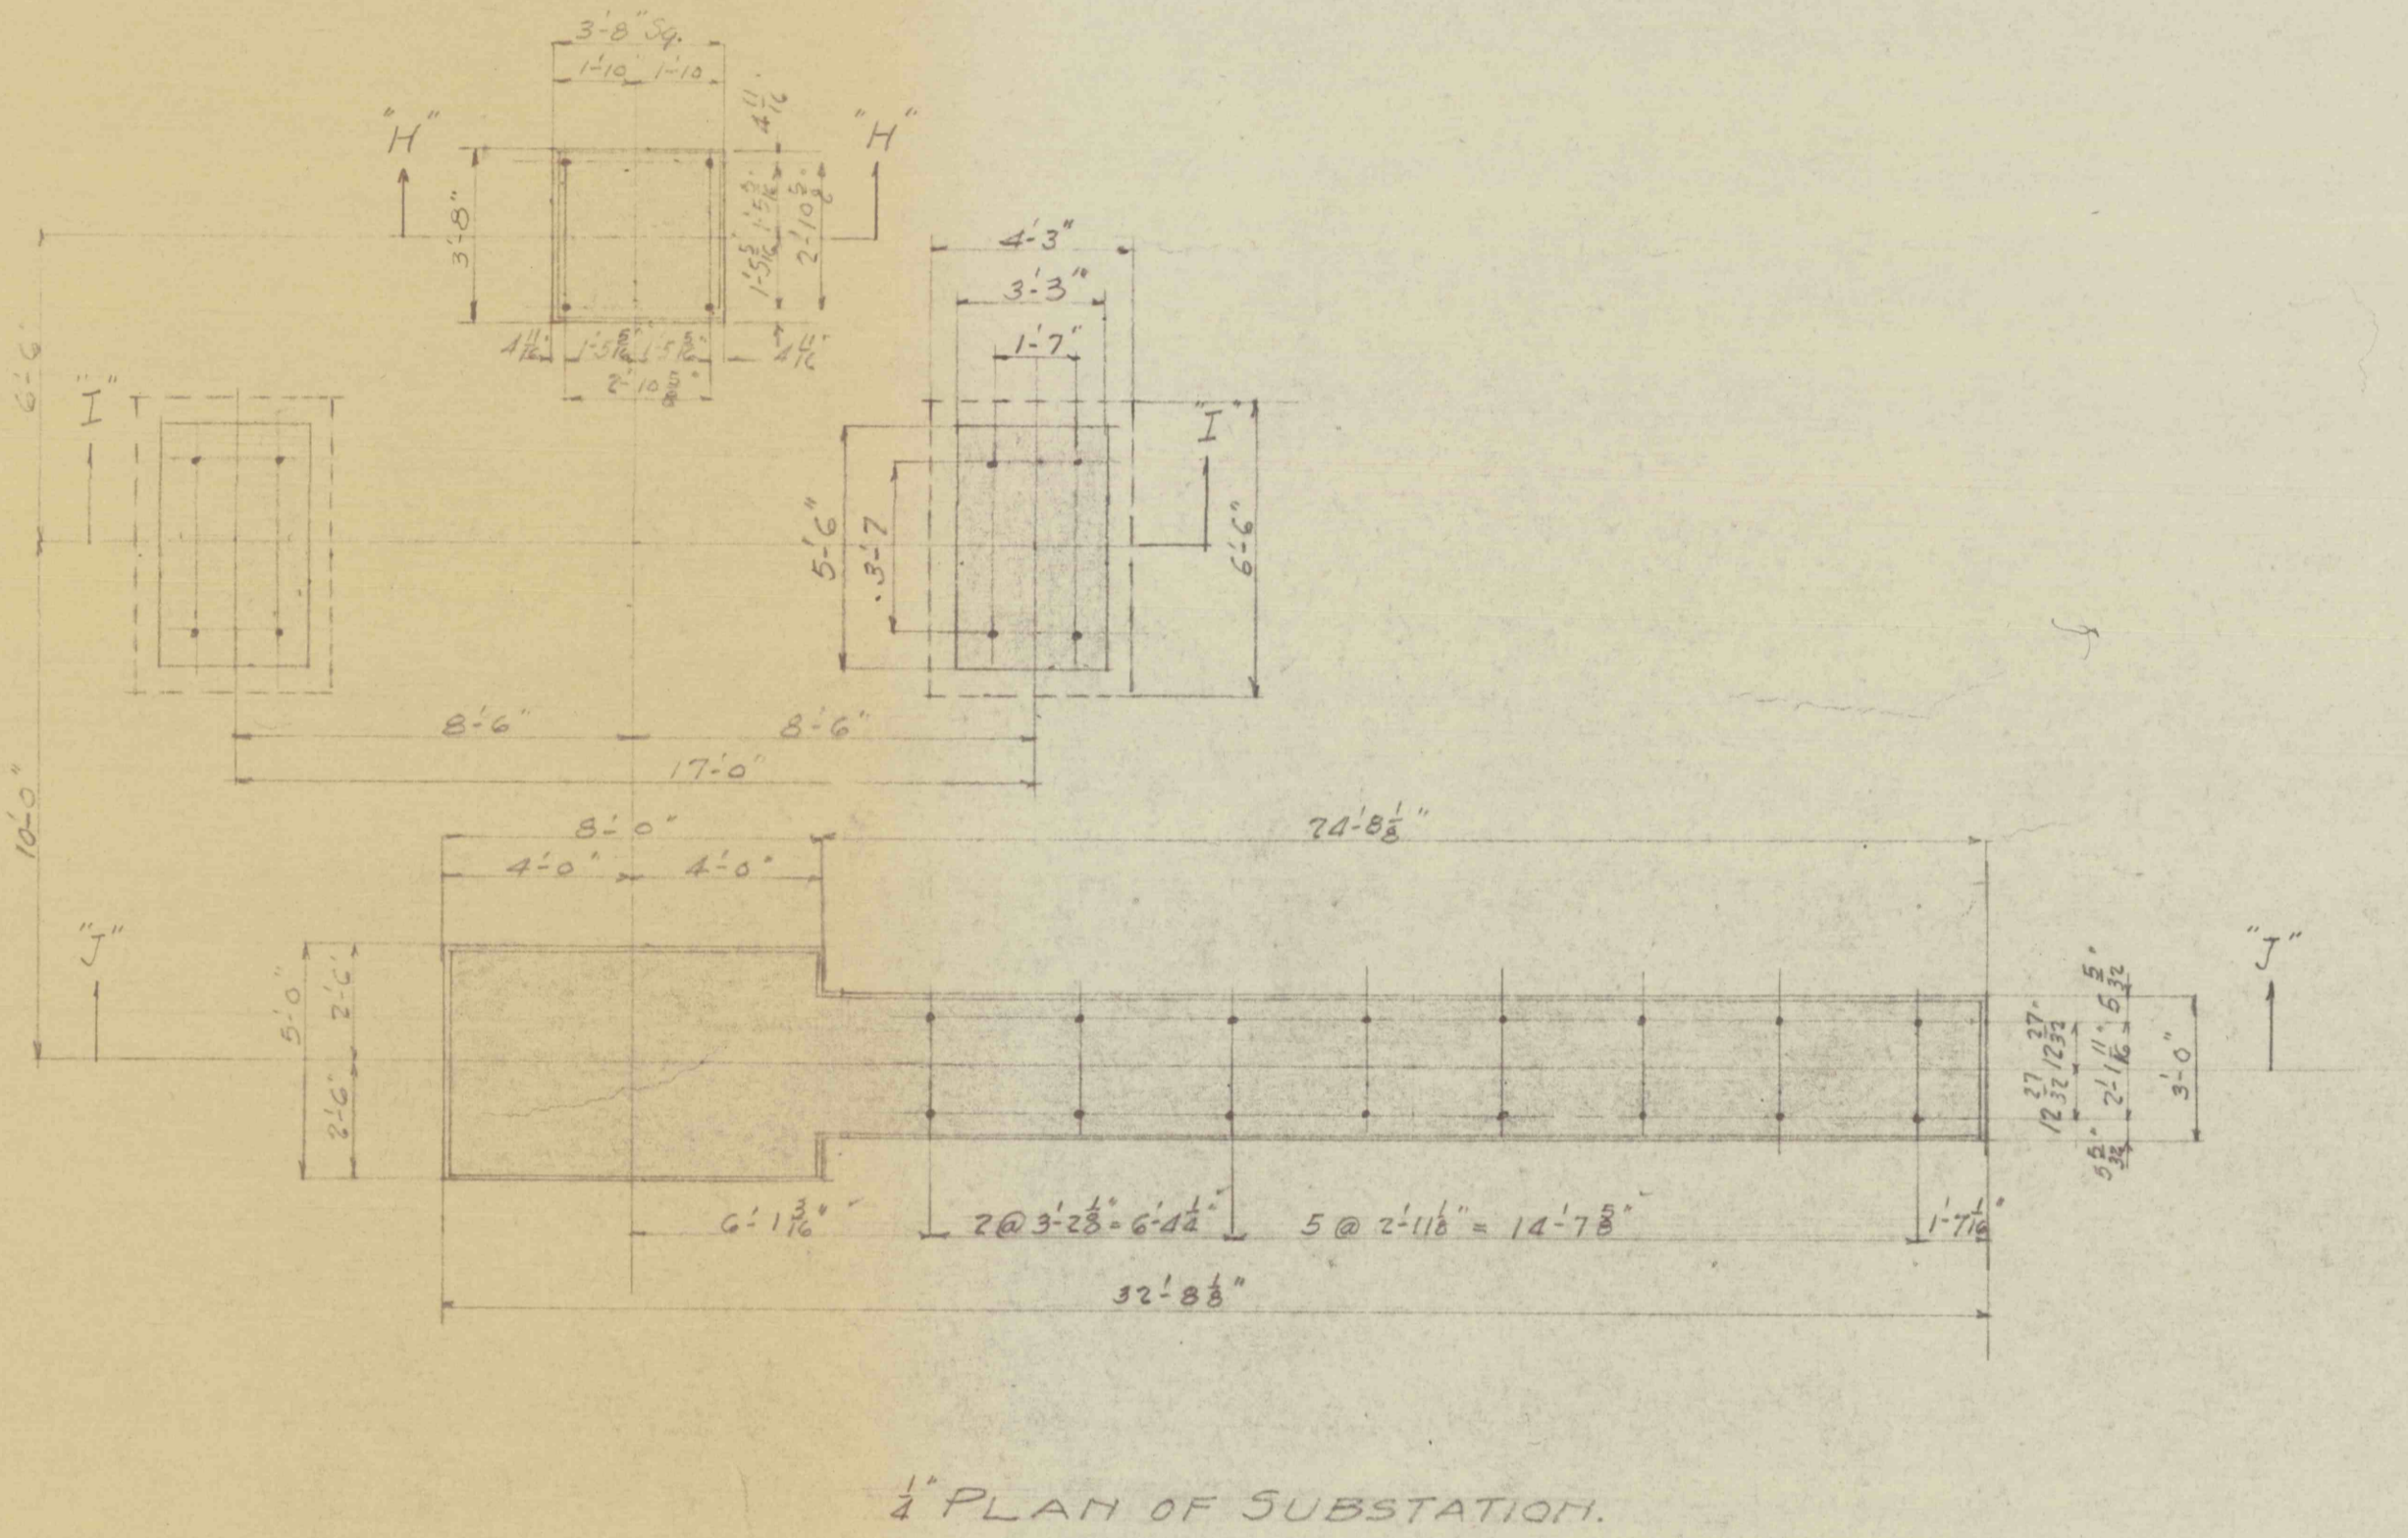 3'-8" Sq.
1'-10 1'-10
"H" "H"
4 11/16"
3'-8"
1'-5 5/16" 1'-5 5/16"
2'-10 5/8"
4 11/16" 1'-5 5/16" 1'-5 5/16" 4 11/16"
2'-10 5/8"
4'-3"
3'-3"
1'-7"
6'-6"
"I" "I"
5'-6"
3'-7
6'-6"
8'-6" 8'-6"
17'-0"
10'-0"
8'-0" 24'-8 1/8"
4'-0" 4'-0"
"J" "J"
5'-0"
2'-6" 2'-6"
12 27/32" 12 27/32"
5 5/32" 2'-1 11/16" 5 5/32"
3'-0"
6'-1 3/16" 2 @ 3'-2 1/8" = 6'-4 1/4" 5 @ 2'-11 1/8" = 14'-7 5/8" 1'-7 1/16"
32'-8 1/8"
1/4" PLAN OF SUBSTATION.